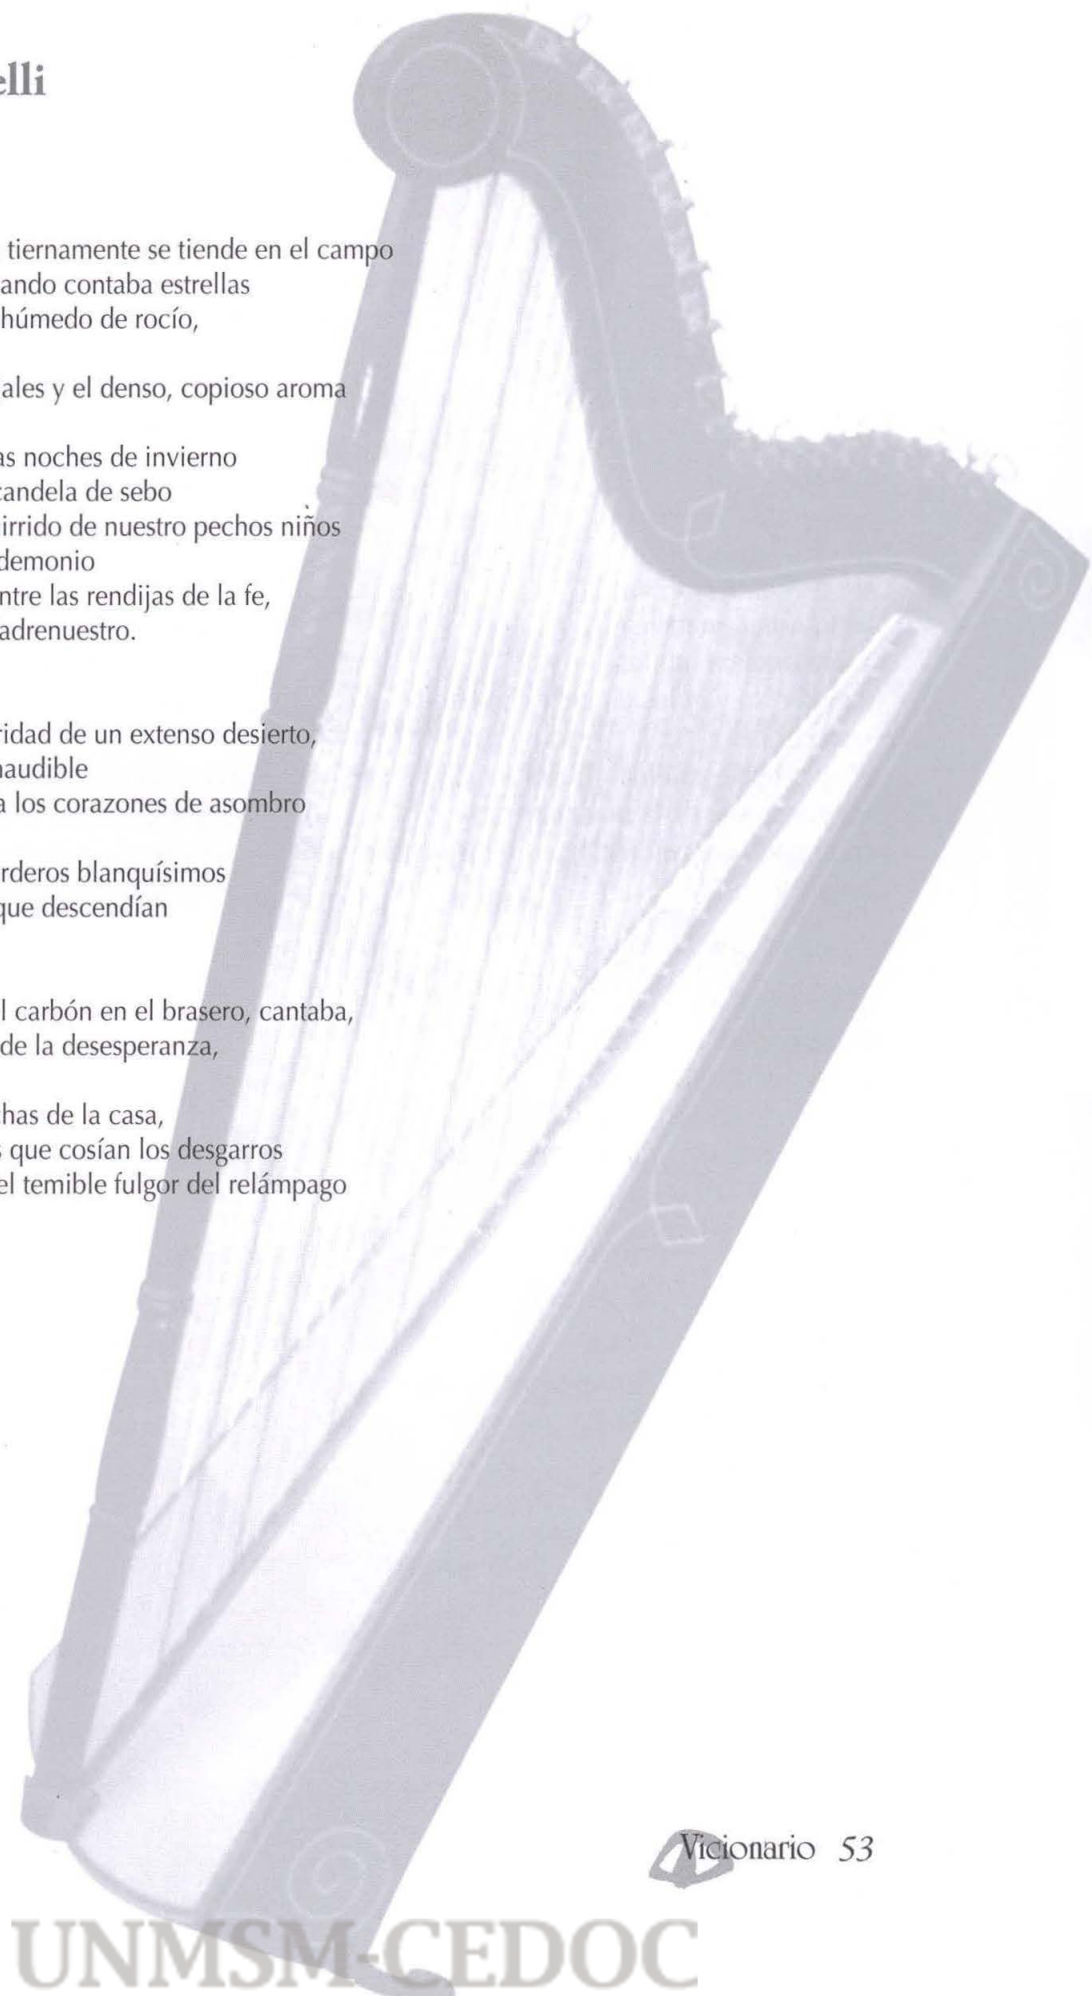 elli
tiernamente se tiende en el campo
ando contaba estrellas
húmedo de rocío,
ales y el denso, copioso aroma
as noches de invierno
candela de sebo
irrido de nuestro pechos niños
demonio
ntre las rendijas de la fe,
adrenuestro.
ridad de un extenso desierto,
naudible
a los corazones de asombro
rderos blanquísimos
que descendían
l carbón en el brasero, cantaba,
de la desesperanza,
has de la casa,
s que cosían los desgarros
el temible fulgor del relámpago
Vicionario 53
UNMSM-CEDOC